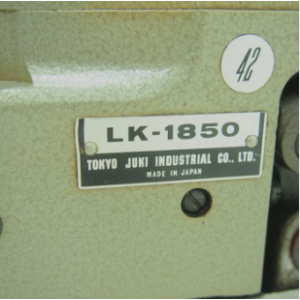 42
LK-1850
TOKYO JUKI INDUSTRIAL CO., LTD.
MADE IN JAPAN